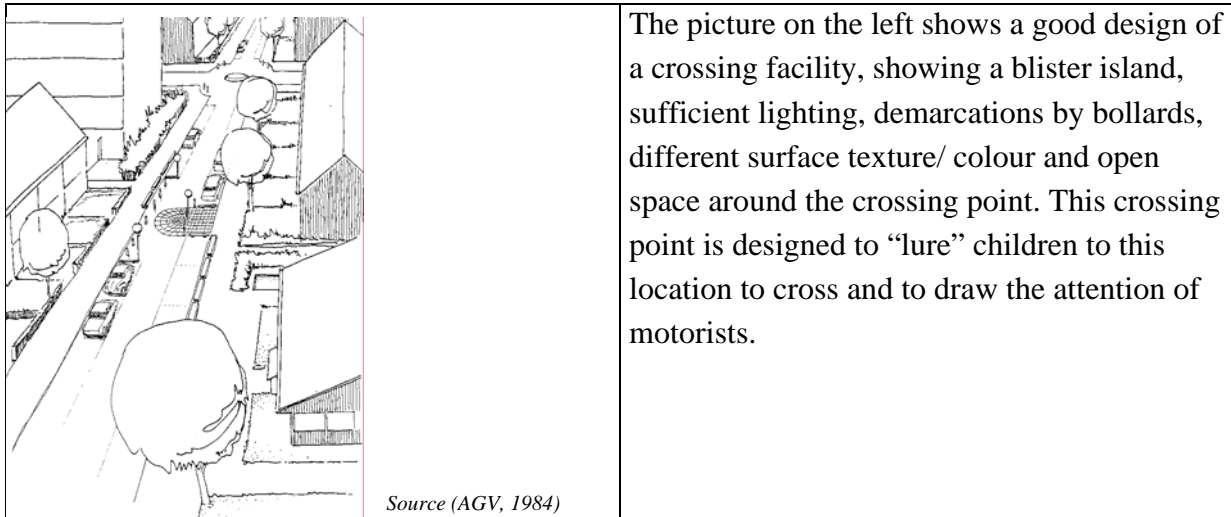 The picture on the left shows a good design of
a crossing facility, showing a blister island,
sufficient lighting, demarcations by bollards,
different surface texture/ colour and open
space around the crossing point. This crossing
point is designed to “lure” children to this
location to cross and to draw the attention of
motorists.
Source (AGV, 1984)